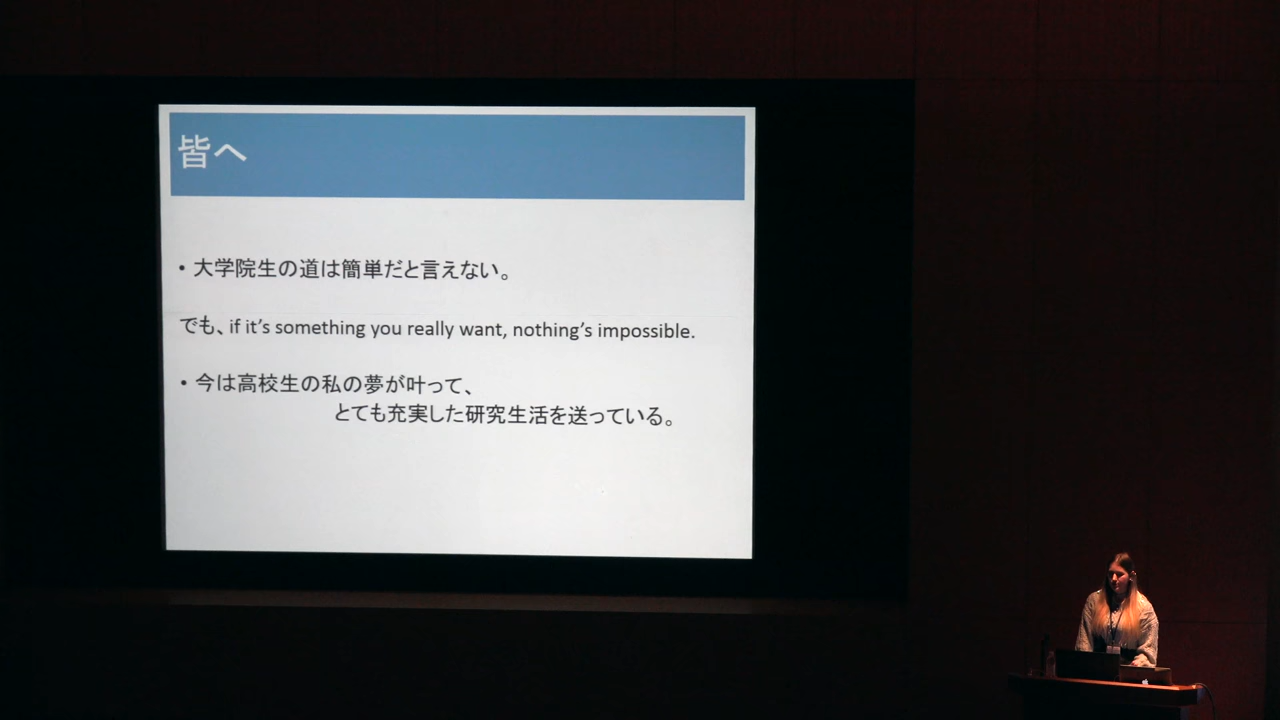 皆へ
・大学院生の道は簡単だと言えない。
でも、if it's something you really want, nothing's impossible.
・今は高校生の私の夢が叶って、
とても充実した研究生活を送っている。